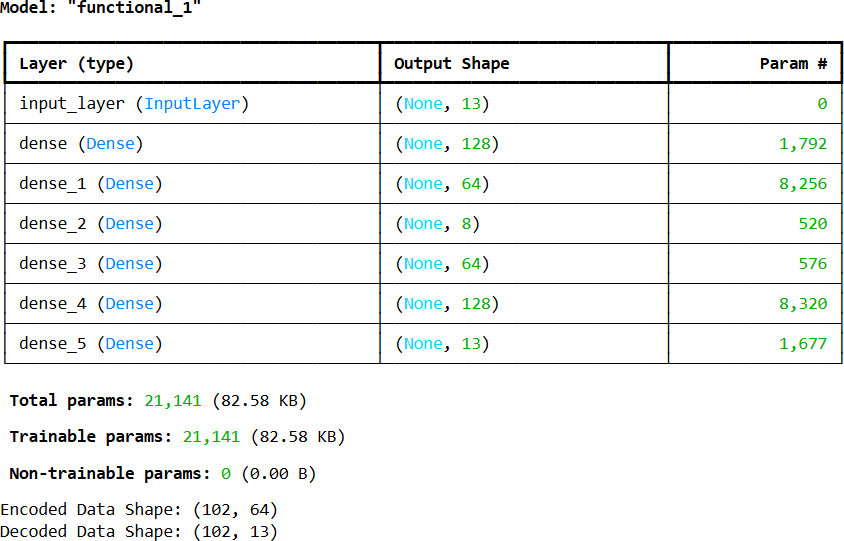 Model: "functional_1"
Layer (type) Output Shape Param #
input_layer (InputLayer) (None, 13) 0
dense (Dense) (None, 128) 1,792
dense_1 (Dense) (None, 64) 8,256
dense_2 (Dense) (None, 8) 520
dense_3 (Dense) (None, 64) 576
dense_4 (Dense) (None, 128) 8,320
dense_5 (Dense) (None, 13) 1,677
Total params: 21,141 (82.58 KB)
Trainable params: 21,141 (82.58 KB)
Non-trainable params: 0 (0.00 B)
Encoded Data Shape: (102, 64)
Decoded Data Shape: (102, 13)